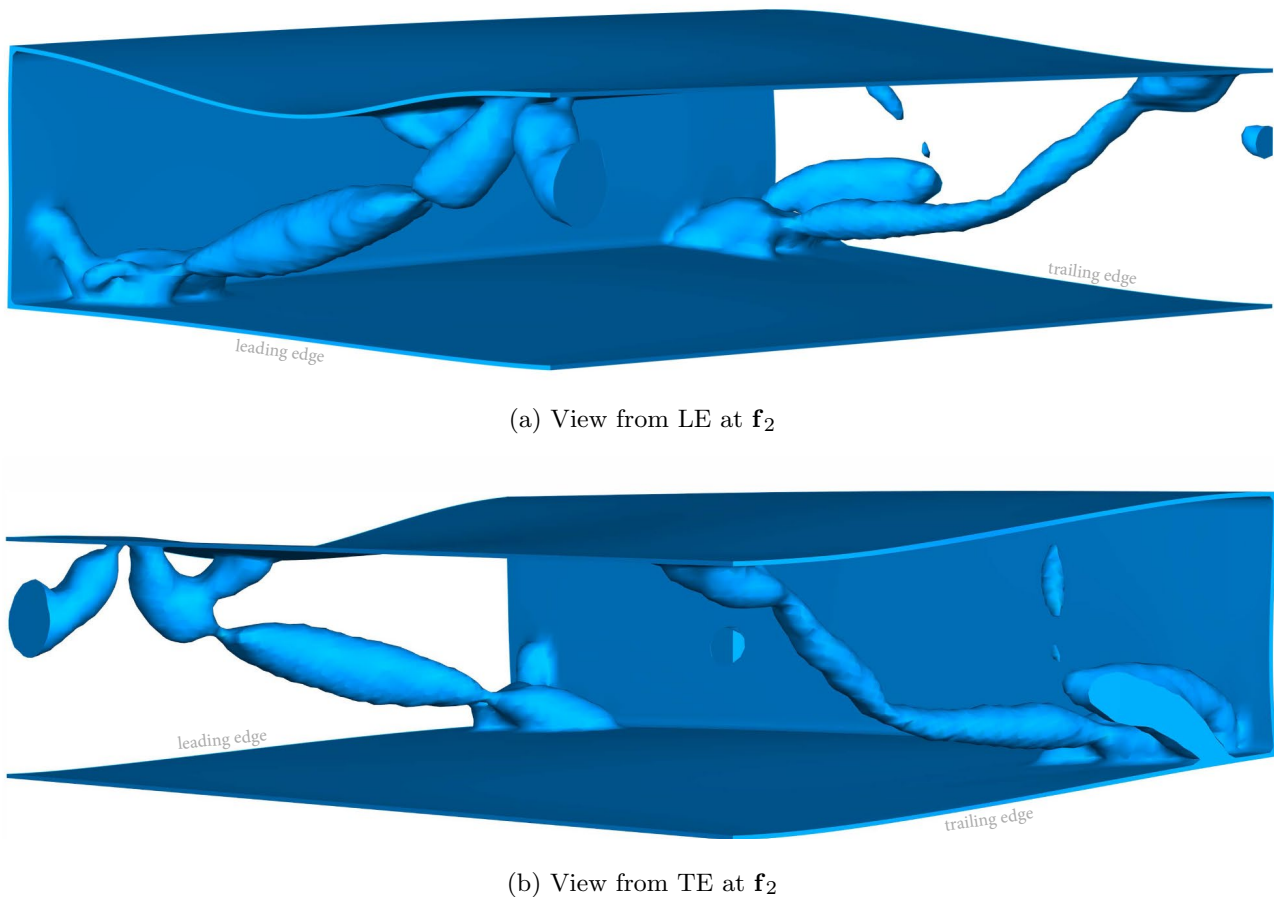 trailing edge
leading edge
(a) View from LE at f₂
leading edge
trailing edge
(b) View from TE at f₂